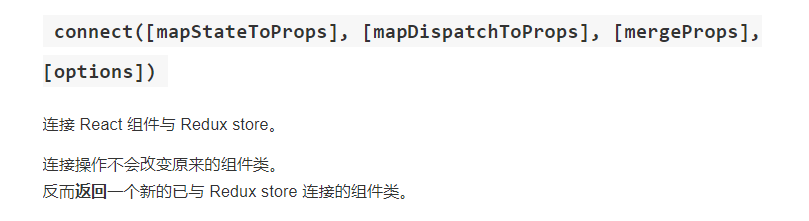 connect([mapStateToProps], [mapDispatchToProps], [mergeProps],
[options])
连接 React 组件与 Redux store。
连接操作不会改变原来的组件类。
反而返回一个新的已与 Redux store 连接的组件类。